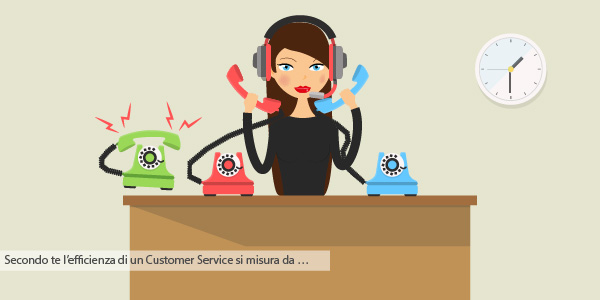 Secondo te l’efficienza di un Customer Service si misura da …